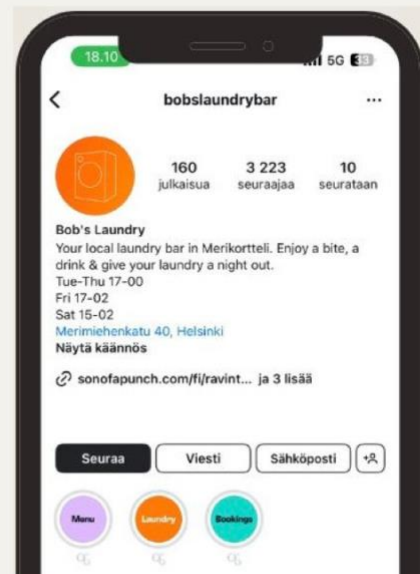 18.10 5G 33
bobslaundrybar
160 3 223 10
julkaisua seuraajaa seurataan
Bob's Laundry
Your local laundry bar in Merikortteli. Enjoy a bite, a
drink & give your laundry a night out.
Tue-Thu 17-00
Fri 17-02
Sat 15-02
Merimiehenkatu 40, Helsinki
Näytä käännös
sonofapunch.com/fi/ravint... ja 3 lisää
Seuraa Viesti Sähköposti
Menu Laundry Bookings